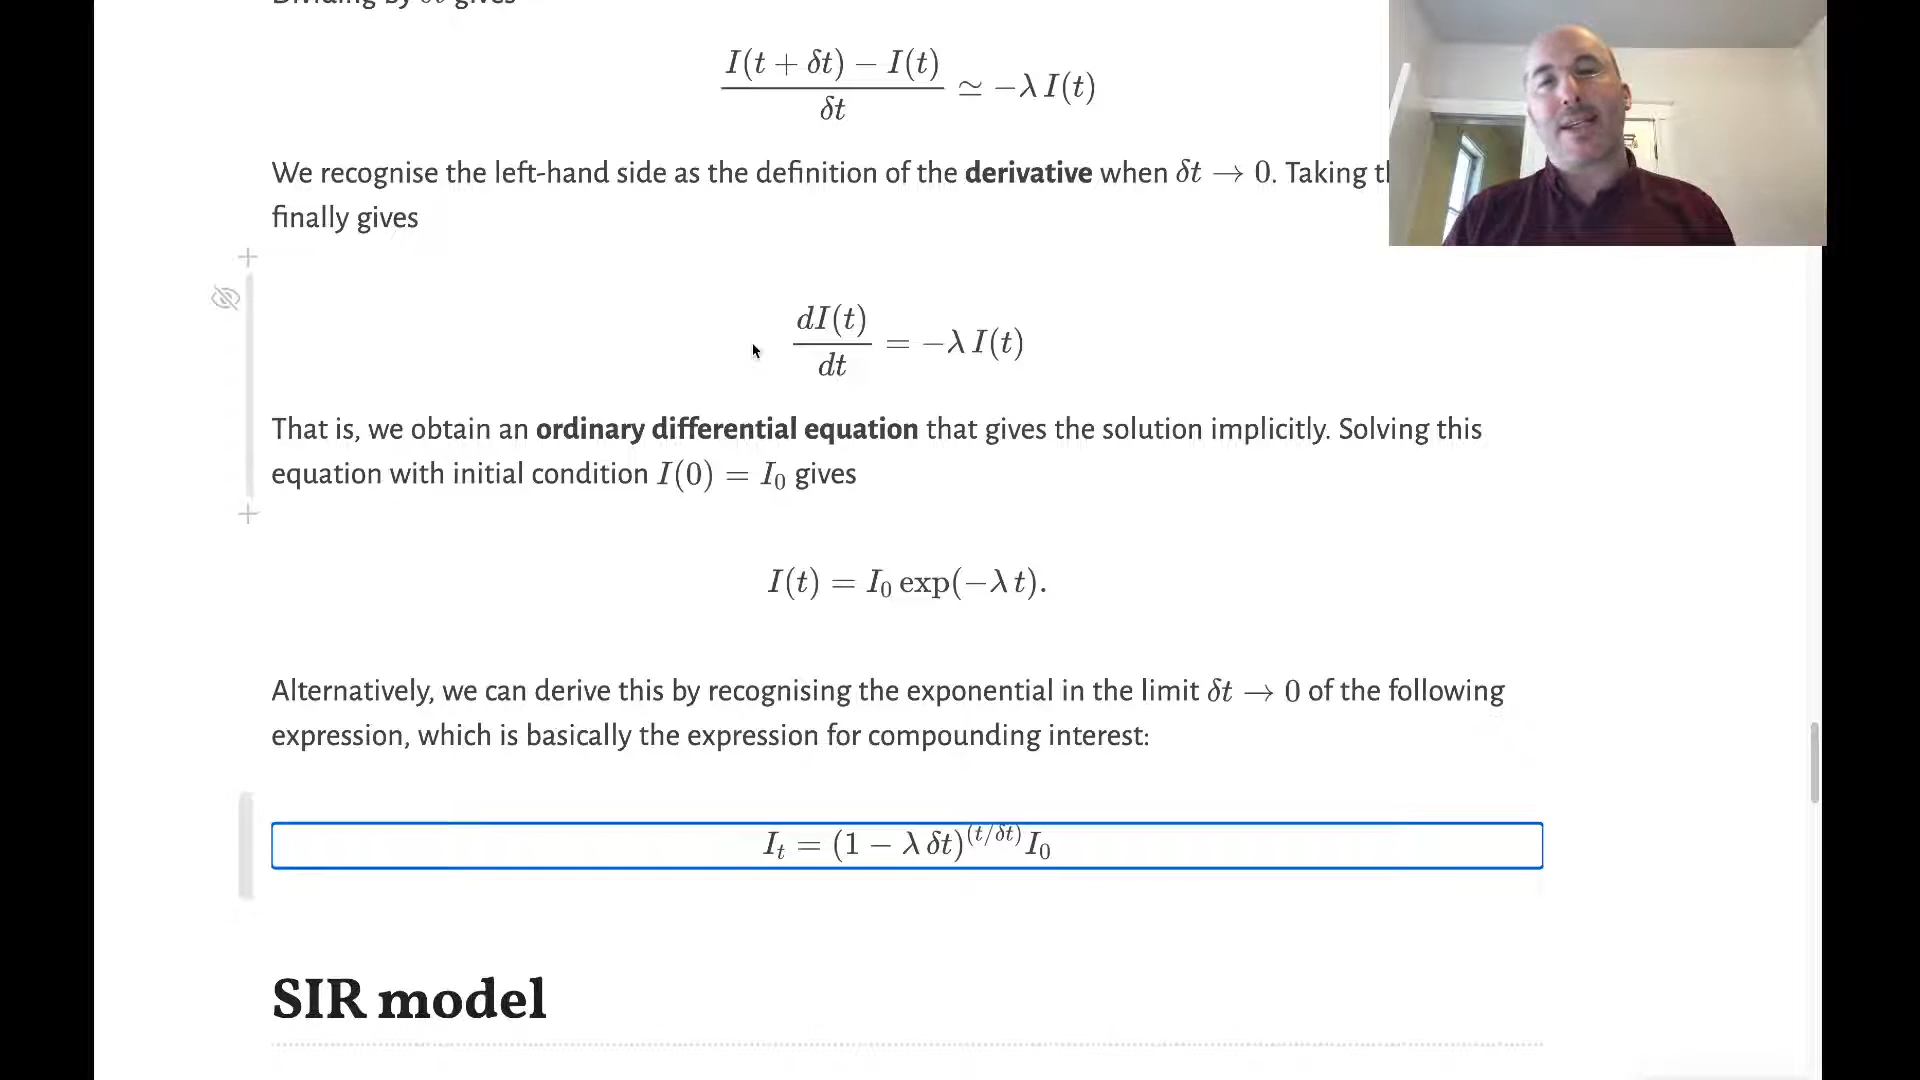 Dividing by δt gives
I(t + δt) − I(t)
δt
≃ −λ I(t)
We recognise the left-hand side as the definition of the derivative when δt → 0. Taking
finally gives
dI(t)
dt
= −λ I(t)
That is, we obtain an ordinary differential equation that gives the solution implicitly. Solving this
equation with initial condition I(0) = I₀ gives
I(t) = I₀ exp(−λ t).
Alternatively, we can derive this by recognising the exponential in the limit δt → 0 of the following
expression, which is basically the expression for compounding interest:
Iₜ = (1 − λ δt)^(t/δt) I₀
SIR model